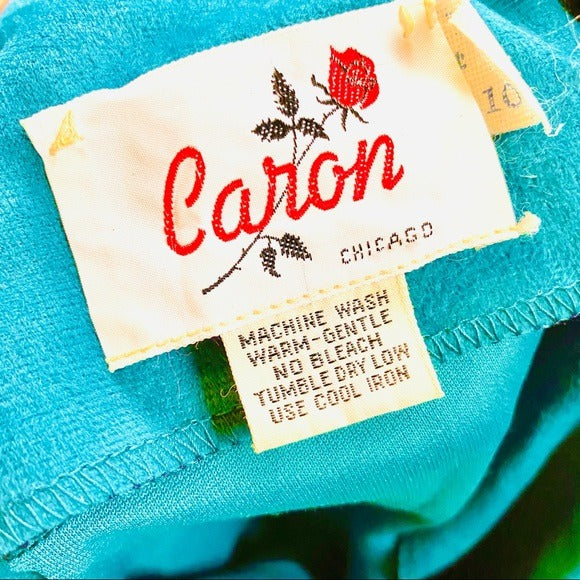 Caron
CHICAGO
10
MACHINE WASH
WARM-GENTLE
NO BLEACH
TUMBLE DRY LOW
USE COOL IRON